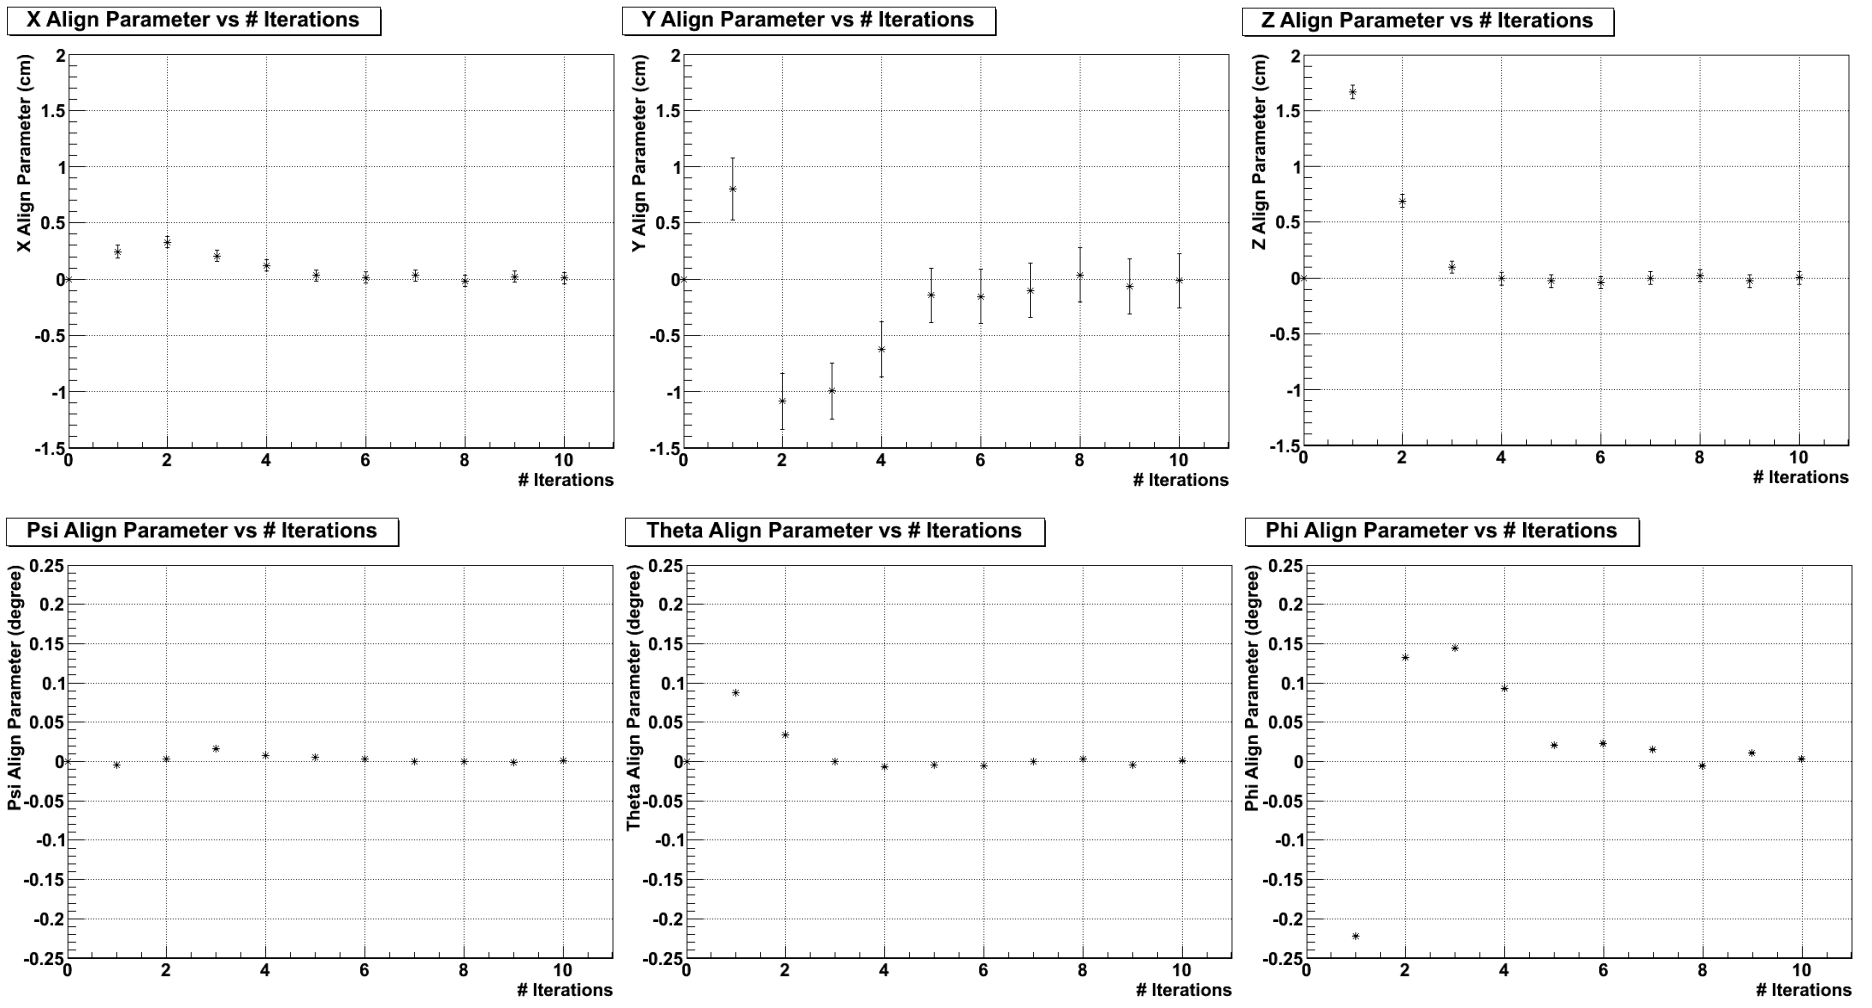 X Align Parameter vs # Iterations
X Align Parameter (cm)
2
1.5
1
0.5
0
-0.5
-1
-1.5
0 2 4 6 8 10
# Iterations
Y Align Parameter vs # Iterations
Y Align Parameter (cm)
2
1.5
1
0.5
0
-0.5
-1
-1.5
0 2 4 6 8 10
# Iterations
Z Align Parameter vs # Iterations
Z Align Parameter (cm)
2
1.5
1
0.5
0
-0.5
-1
-1.5
0 2 4 6 8 10
# Iterations
Psi Align Parameter vs # Iterations
Psi Align Parameter (degree)
0.25
0.2
0.15
0.1
0.05
0
-0.05
-0.1
-0.15
-0.2
-0.25
0 2 4 6 8 10
# Iterations
Theta Align Parameter vs # Iterations
Theta Align Parameter (degree)
0.25
0.2
0.15
0.1
0.05
0
-0.05
-0.1
-0.15
-0.2
-0.25
0 2 4 6 8 10
# Iterations
Phi Align Parameter vs # Iterations
Phi Align Parameter (degree)
0.25
0.2
0.15
0.1
0.05
0
-0.05
-0.1
-0.15
-0.2
-0.25
0 2 4 6 8 10
# Iterations